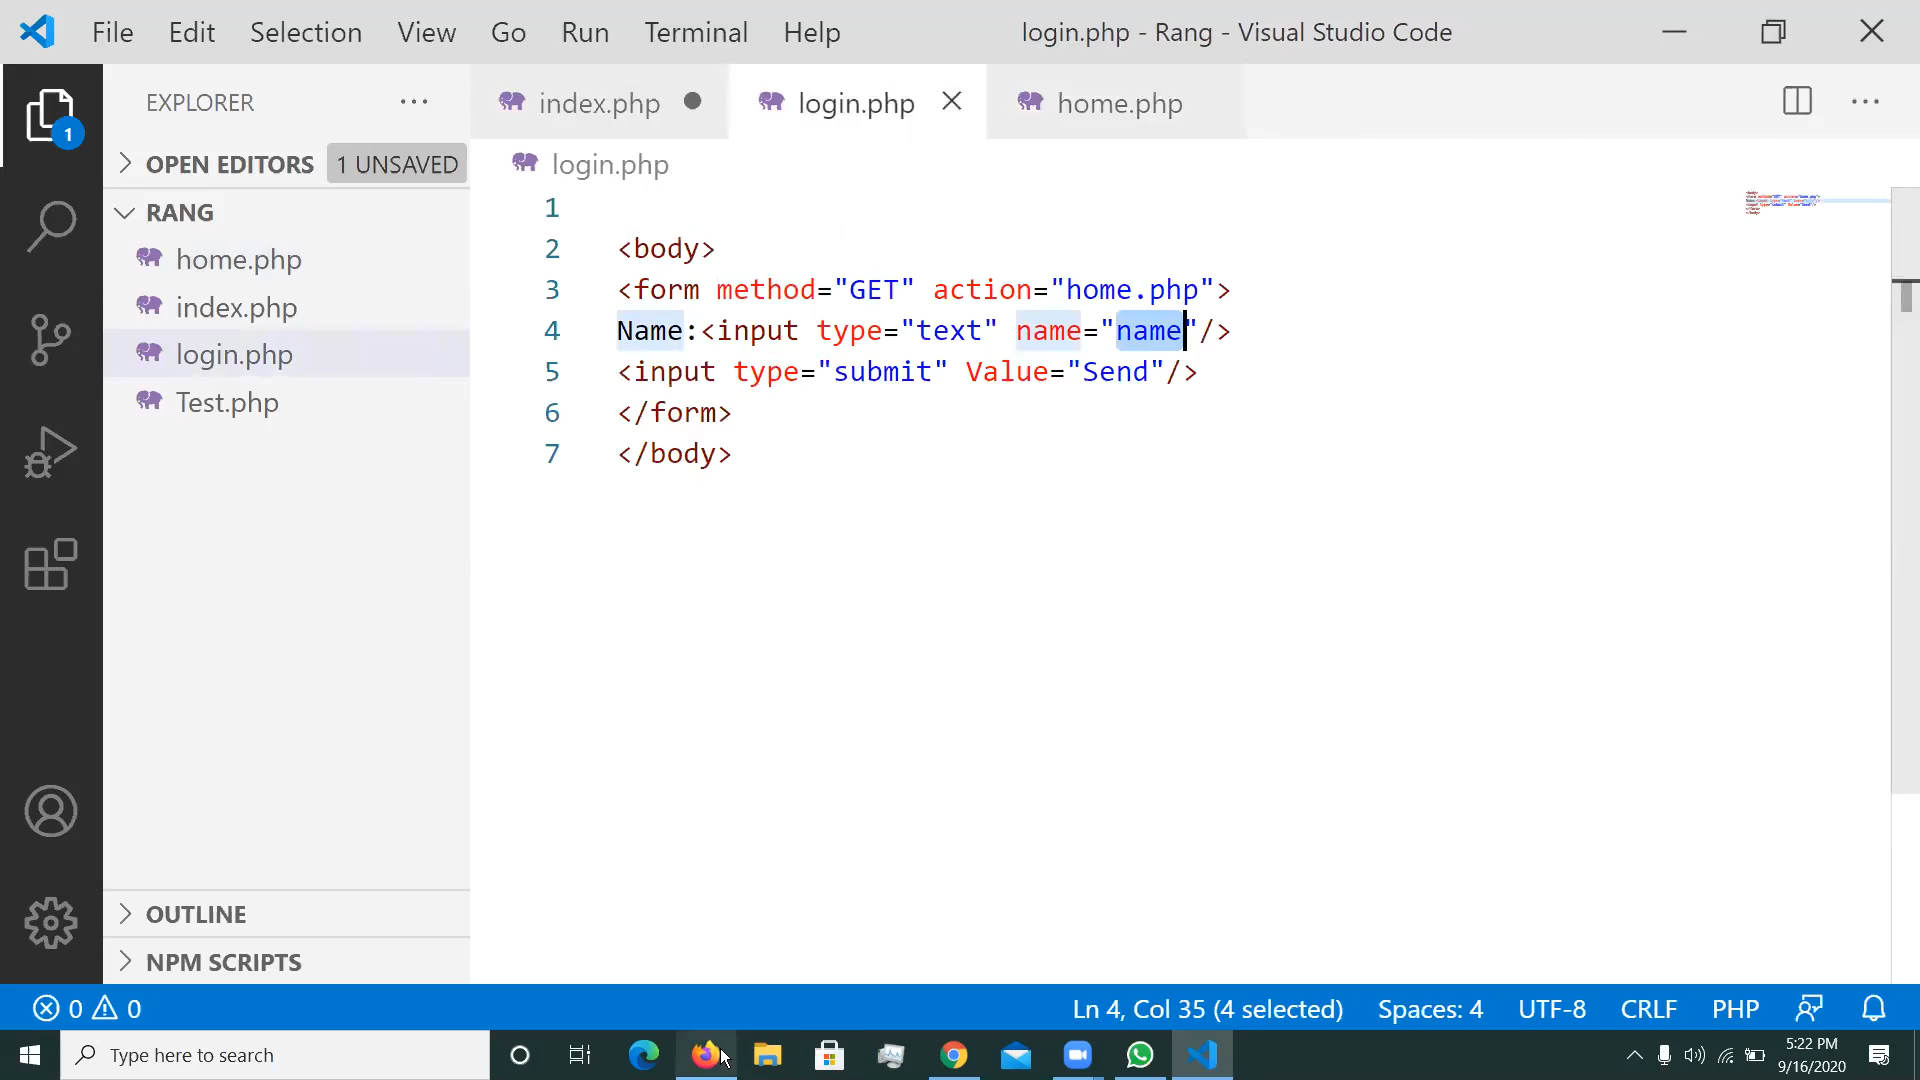 File Edit Selection View Go Run Terminal Help login.php - Rang - Visual Studio Code
EXPLORER
index.php login.php home.php
1
OPEN EDITORS 1 UNSAVED
login.php
RANG
home.php
index.php
login.php
Test.php
1
2 <body>
3 <form method="GET" action="home.php">
4 Name:<input type="text" name="name"/>
5 <input type="submit" Value="Send"/>
6 </form>
7 </body>
OUTLINE
NPM SCRIPTS
0 0 Ln 4, Col 35 (4 selected) Spaces: 4 UTF-8 CRLF PHP
Type here to search
5:22 PM
9/16/2020